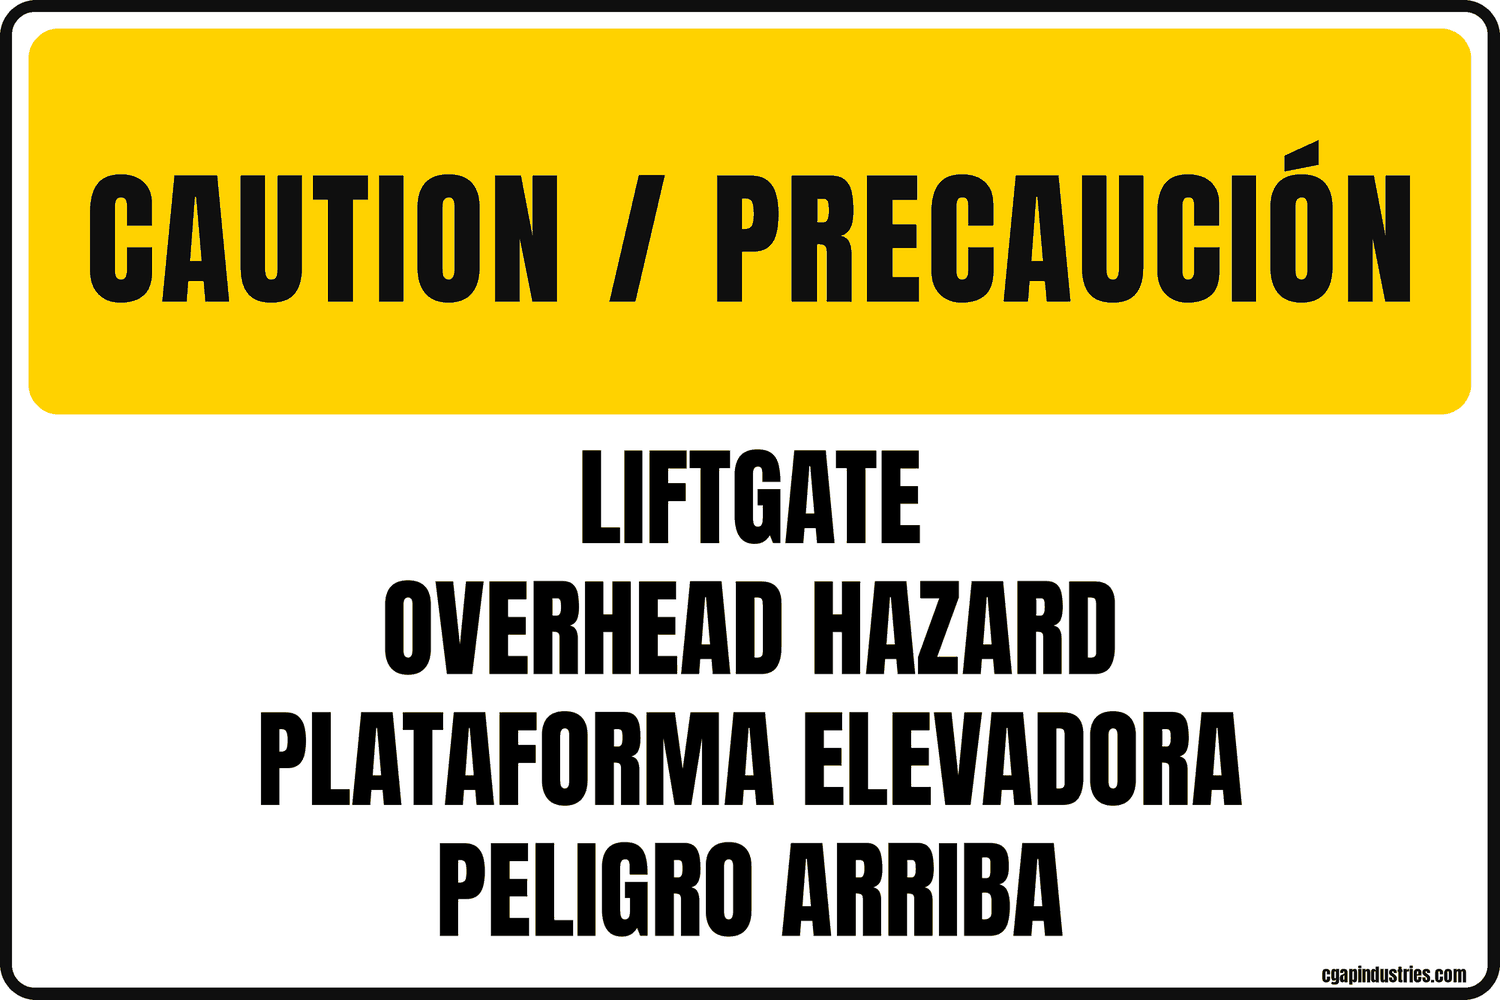 CAUTION / PRECAUCIÓN
LIFTGATE
OVERHEAD HAZARD
PLATAFORMA ELEVADORA
PELIGRO ARRIBA
cgapindustries.com